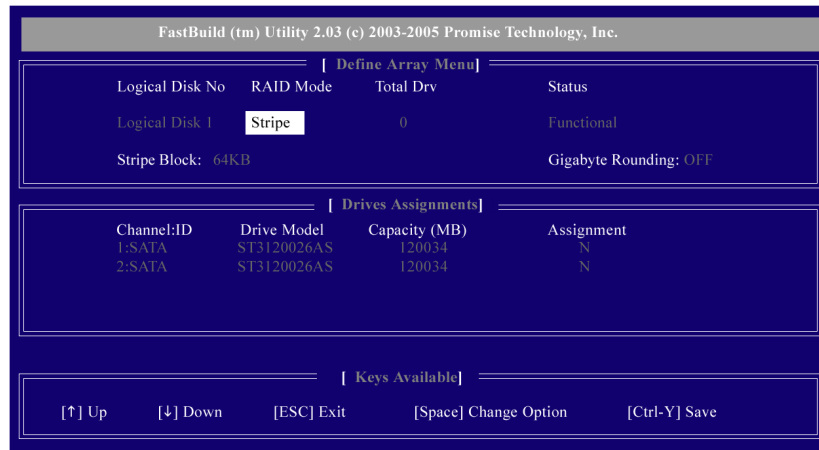 FastBuild (tm) Utility 2.03 (c) 2003-2005 Promise Technology, Inc.
[ Define Array Menu]
Logical Disk No RAID Mode Total Drv Status
Logical Disk 1 Stripe 0 Functional
Stripe Block: 64KB Gigabyte Rounding: OFF
[ Drives Assignments]
Channel:ID Drive Model Capacity (MB) Assignment
1:SATA ST3120026AS 120034 N
2:SATA ST3120026AS 120034 N
[ Keys Available]
[↑] Up [↓] Down [ESC] Exit [Space] Change Option [Ctrl-Y] Save